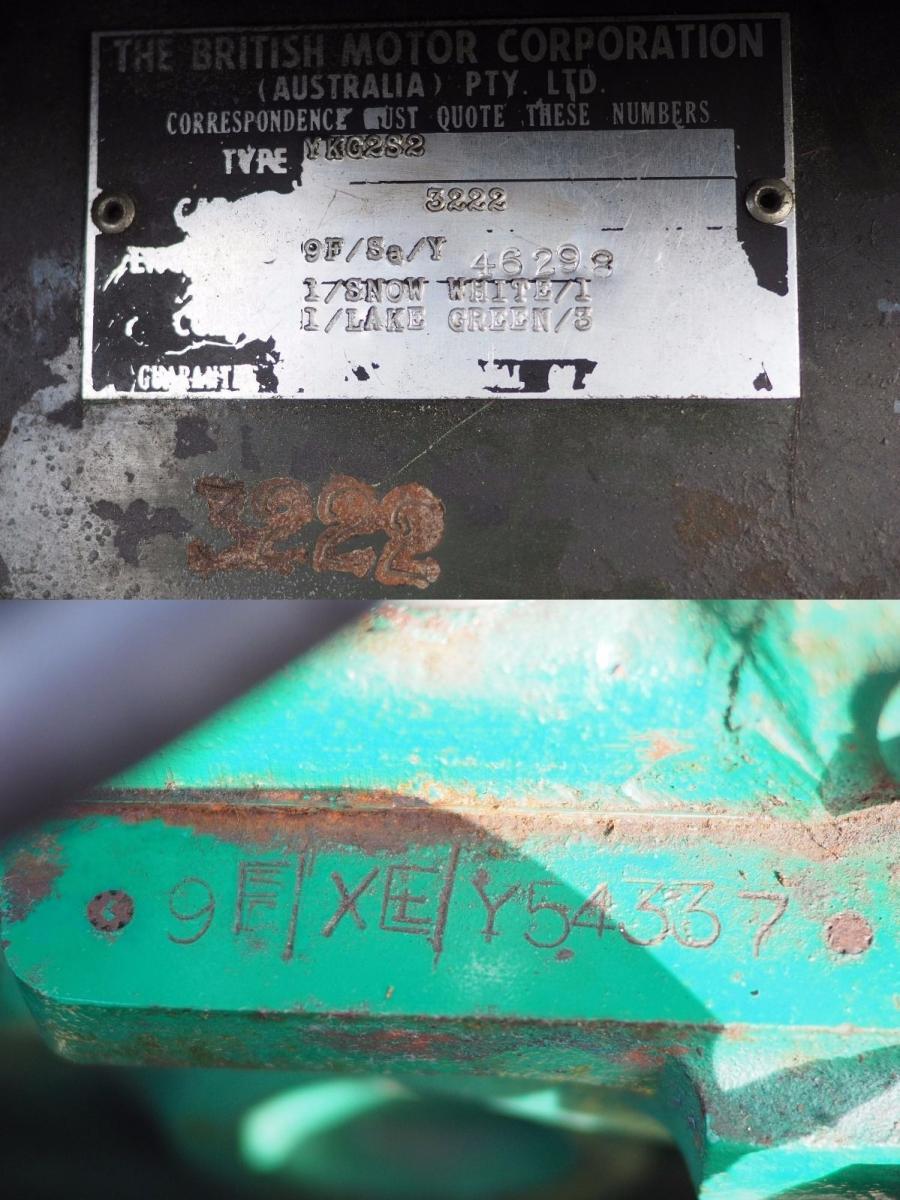 THE BRITISH MOTOR CORPORATION
(AUSTRALIA) PTY. LTD.
CORRESPONDENCE MUST QUOTE THESE NUMBERS
TYPE YKG2S2
3222
9F/Sa/Y 46298
1/SNOW WHITE/1
1/LAKE GREEN/3
3222
9F/XE/Y54337